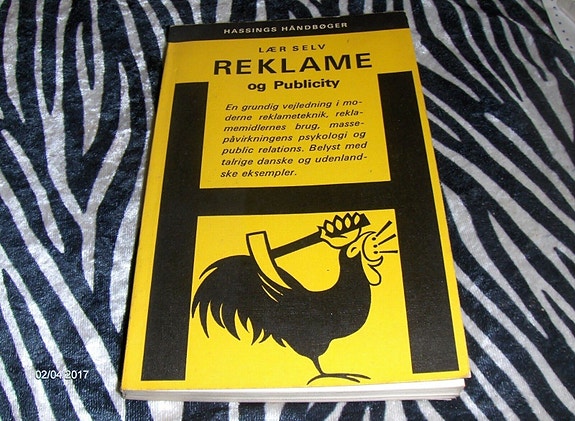 HASSINGS HÅNDBØGER
LÆR SELV
REKLAME
og Publicity
En grundig vejledning i mo-
derne reklameteknik, rekla-
memidlernes brug, masse-
påvirkningens psykologi og
public relations. Belyst med
talrige danske og udenland-
ske eksempler.
02/04/2017